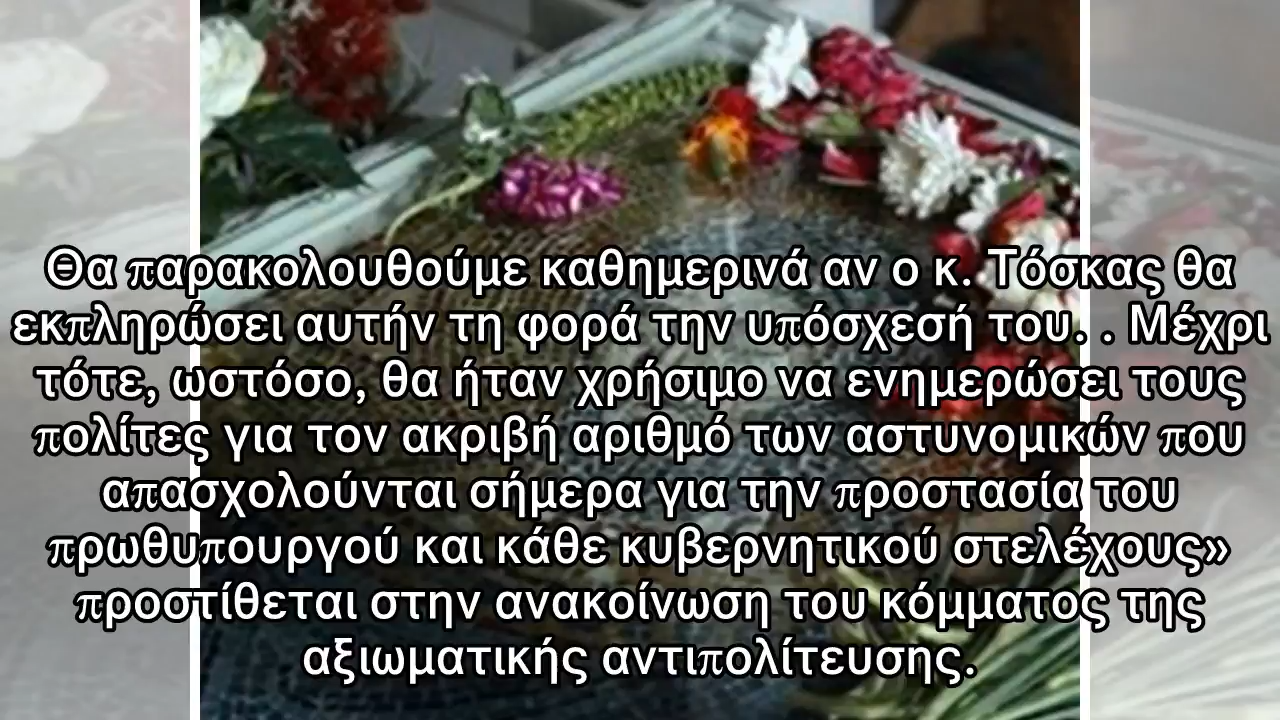 Θα παρακολουθούμε καθημερινά αν ο κ. Τόσκας θα
εκπληρώσει αυτήν τη φορά την υπόσχεσή του. . Μέχρι
τότε, ωστόσο, θα ήταν χρήσιμο να ενημερώσει τους
πολίτες για τον ακριβή αριθμό των αστυνομικών που
απασχολούνται σήμερα για την προστασία του
πρωθυπουργού και κάθε κυβερνητικού στελέχους»
προστίθεται στην ανακοίνωση του κόμματος της
αξιωματικής αντιπολίτευσης.